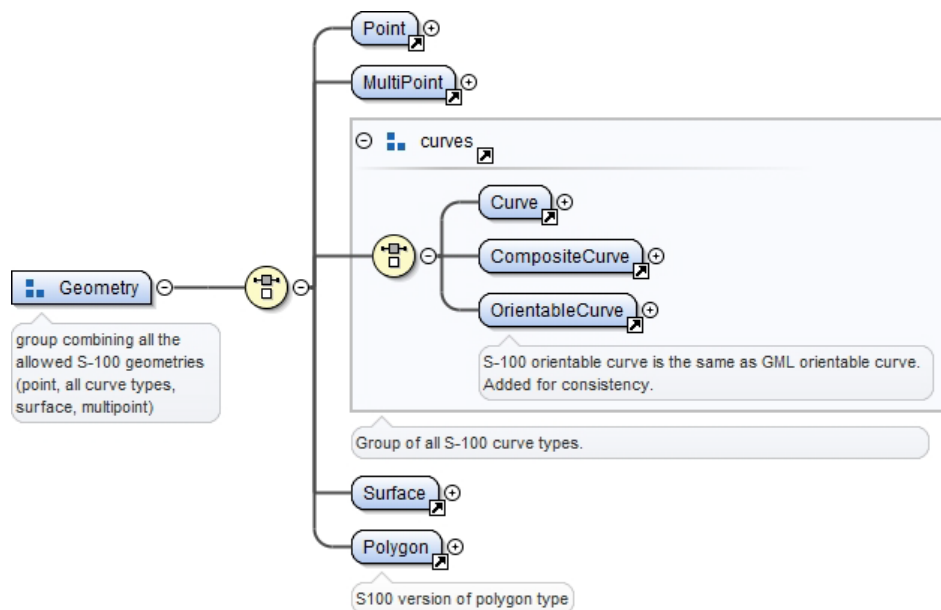 Point
MultiPoint
curves
Curve
CompositeCurve
Geometry
OrientableCurve
group combining all the
allowed S-100 geometries
(point, all curve types,
surface, multipoint)
S-100 orientable curve is the same as GML orientable curve.
Added for consistency.
Group of all S-100 curve types.
Surface
Polygon
S100 version of polygon type